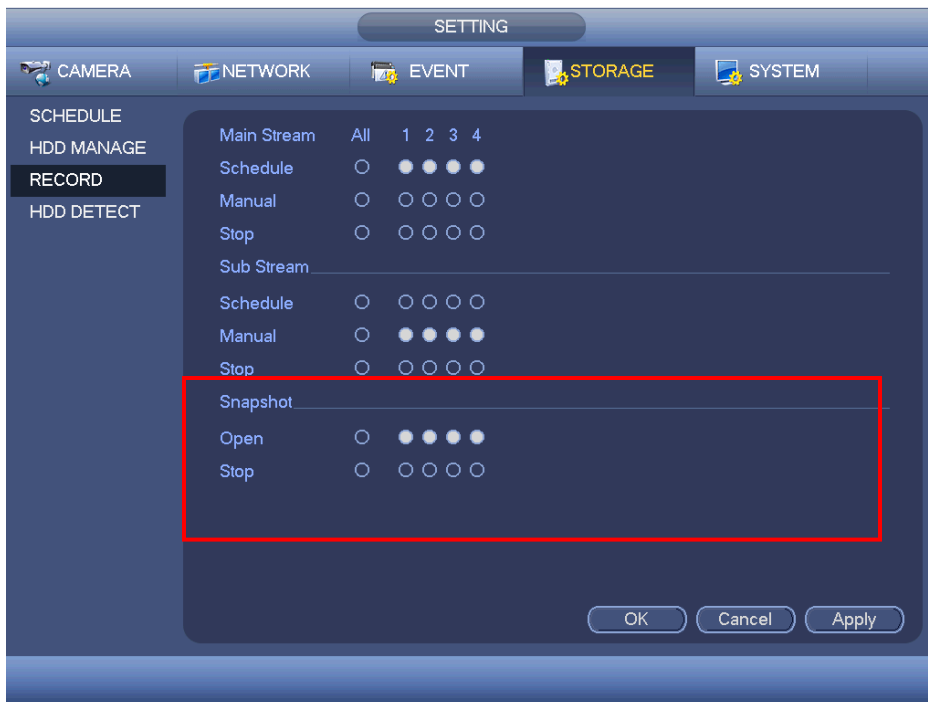 SETTING
CAMERA NETWORK EVENT STORAGE SYSTEM
SCHEDULE
HDD MANAGE
RECORD
HDD DETECT
Main Stream All 1 2 3 4
Schedule
Manual
Stop
Sub Stream
Schedule
Manual
Stop
Snapshot
Open
Stop
OK Cancel Apply